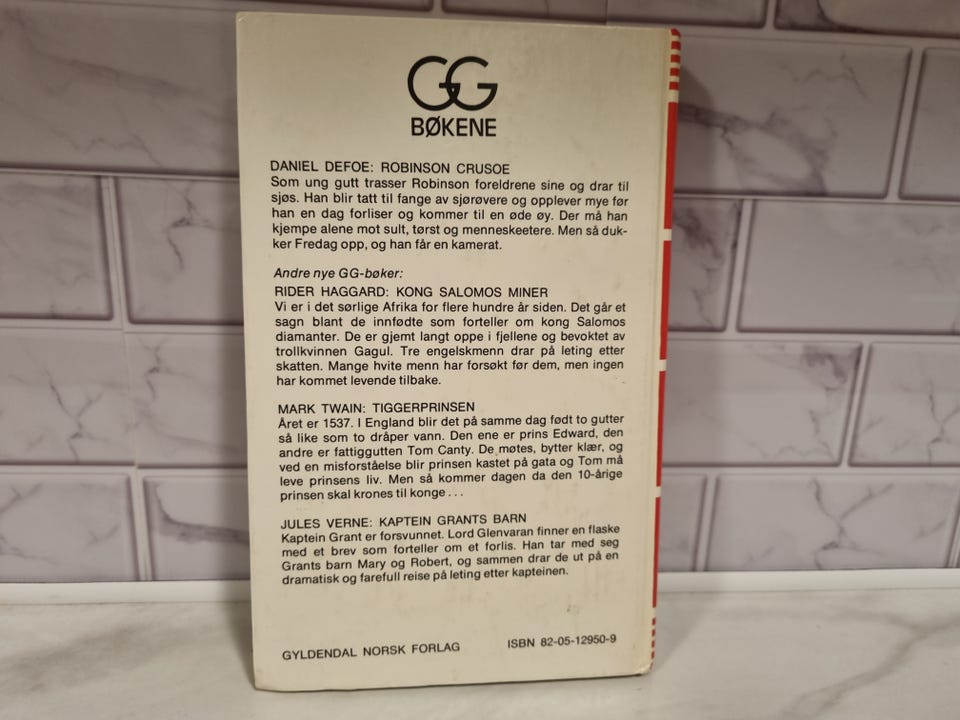 GG
BØKENE
DANIEL DEFOE: ROBINSON CRUSOE
Som ung gutt trasser Robinson foreldrene sine og drar til
sjøs. Han blir tatt til fange av sjørøvere og opplever mye før
han en dag forliser og kommer til en øde øy. Der må han
kjempe alene mot sult, tørst og menneskeetere. Men så duk-
ker Fredag opp, og han får en kamerat.
Andre nye GG-bøker:
RIDER HAGGARD: KONG SALOMOS MINER
Vi er i det sørlige Afrika for flere hundre år siden. Det går et
sagn blant de innfødte som forteller om kong Salomos
diamanter. De er gjemt langt oppe i fjellene og bevoktet av
trollkvinnen Gagul. Tre engelskmenn drar på leting etter
skatten. Mange hvite menn har forsøkt før dem, men ingen
har kommet levende tilbake.
MARK TWAIN: TIGGERPRINSEN
Året er 1537. I England blir det på samme dag født to gutter
så like som to dråper vann. Den ene er prins Edward, den
andre er fattiggutten Tom Canty. De møtes, bytter klær, og
ved en misforståelse blir prinsen kastet på gata og Tom må
leve prinsens liv. Men så kommer dagen da den 10-årige
prinsen skal krones til konge...
JULES VERNE: KAPTEIN GRANTS BARN
Kaptein Grant er forsvunnet. Lord Glenvaran finner en flaske
med et brev som forteller om et forlis. Han tar med seg
Grants barn Mary og Robert, og sammen drar de ut på en
dramatisk og farefull reise på leting etter kapteinen.
GYLDENDAL NORSK FORLAG
ISBN 82-05-12950-9